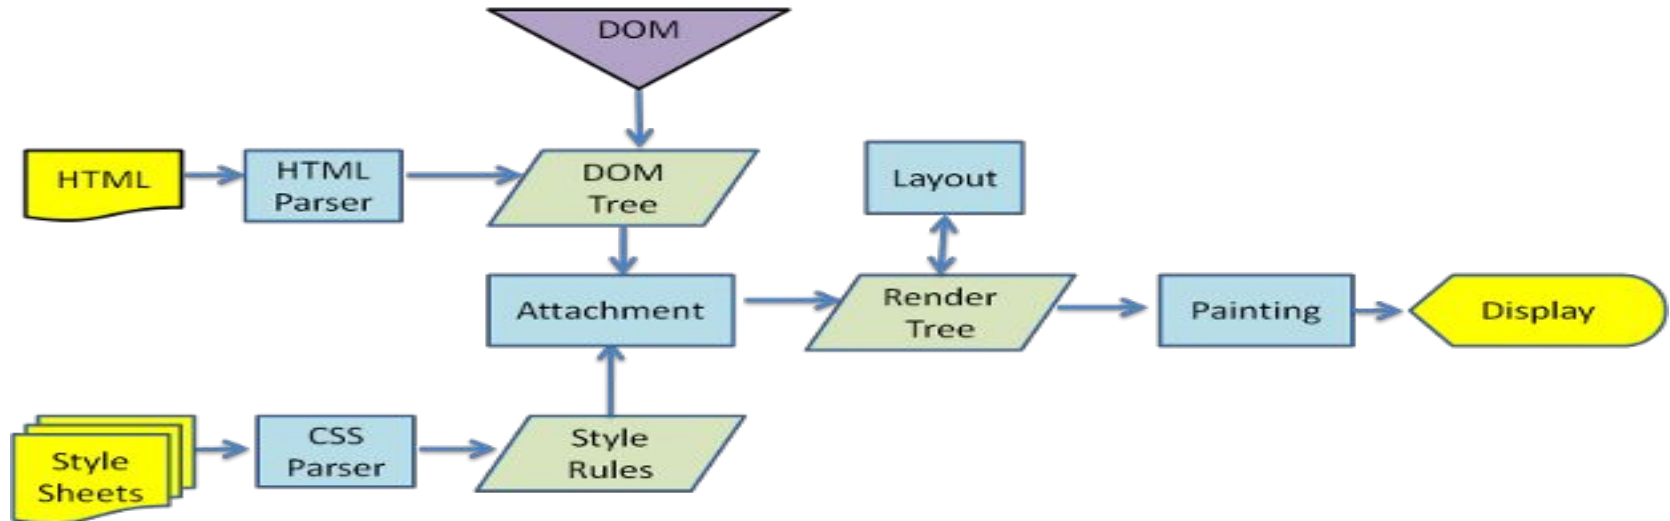 DOM
HTML
HTML
Parser
DOM
Tree
Layout
Attachment
Render
Tree
Painting
Display
Style
Sheets
CSS
Parser
Style
Rules